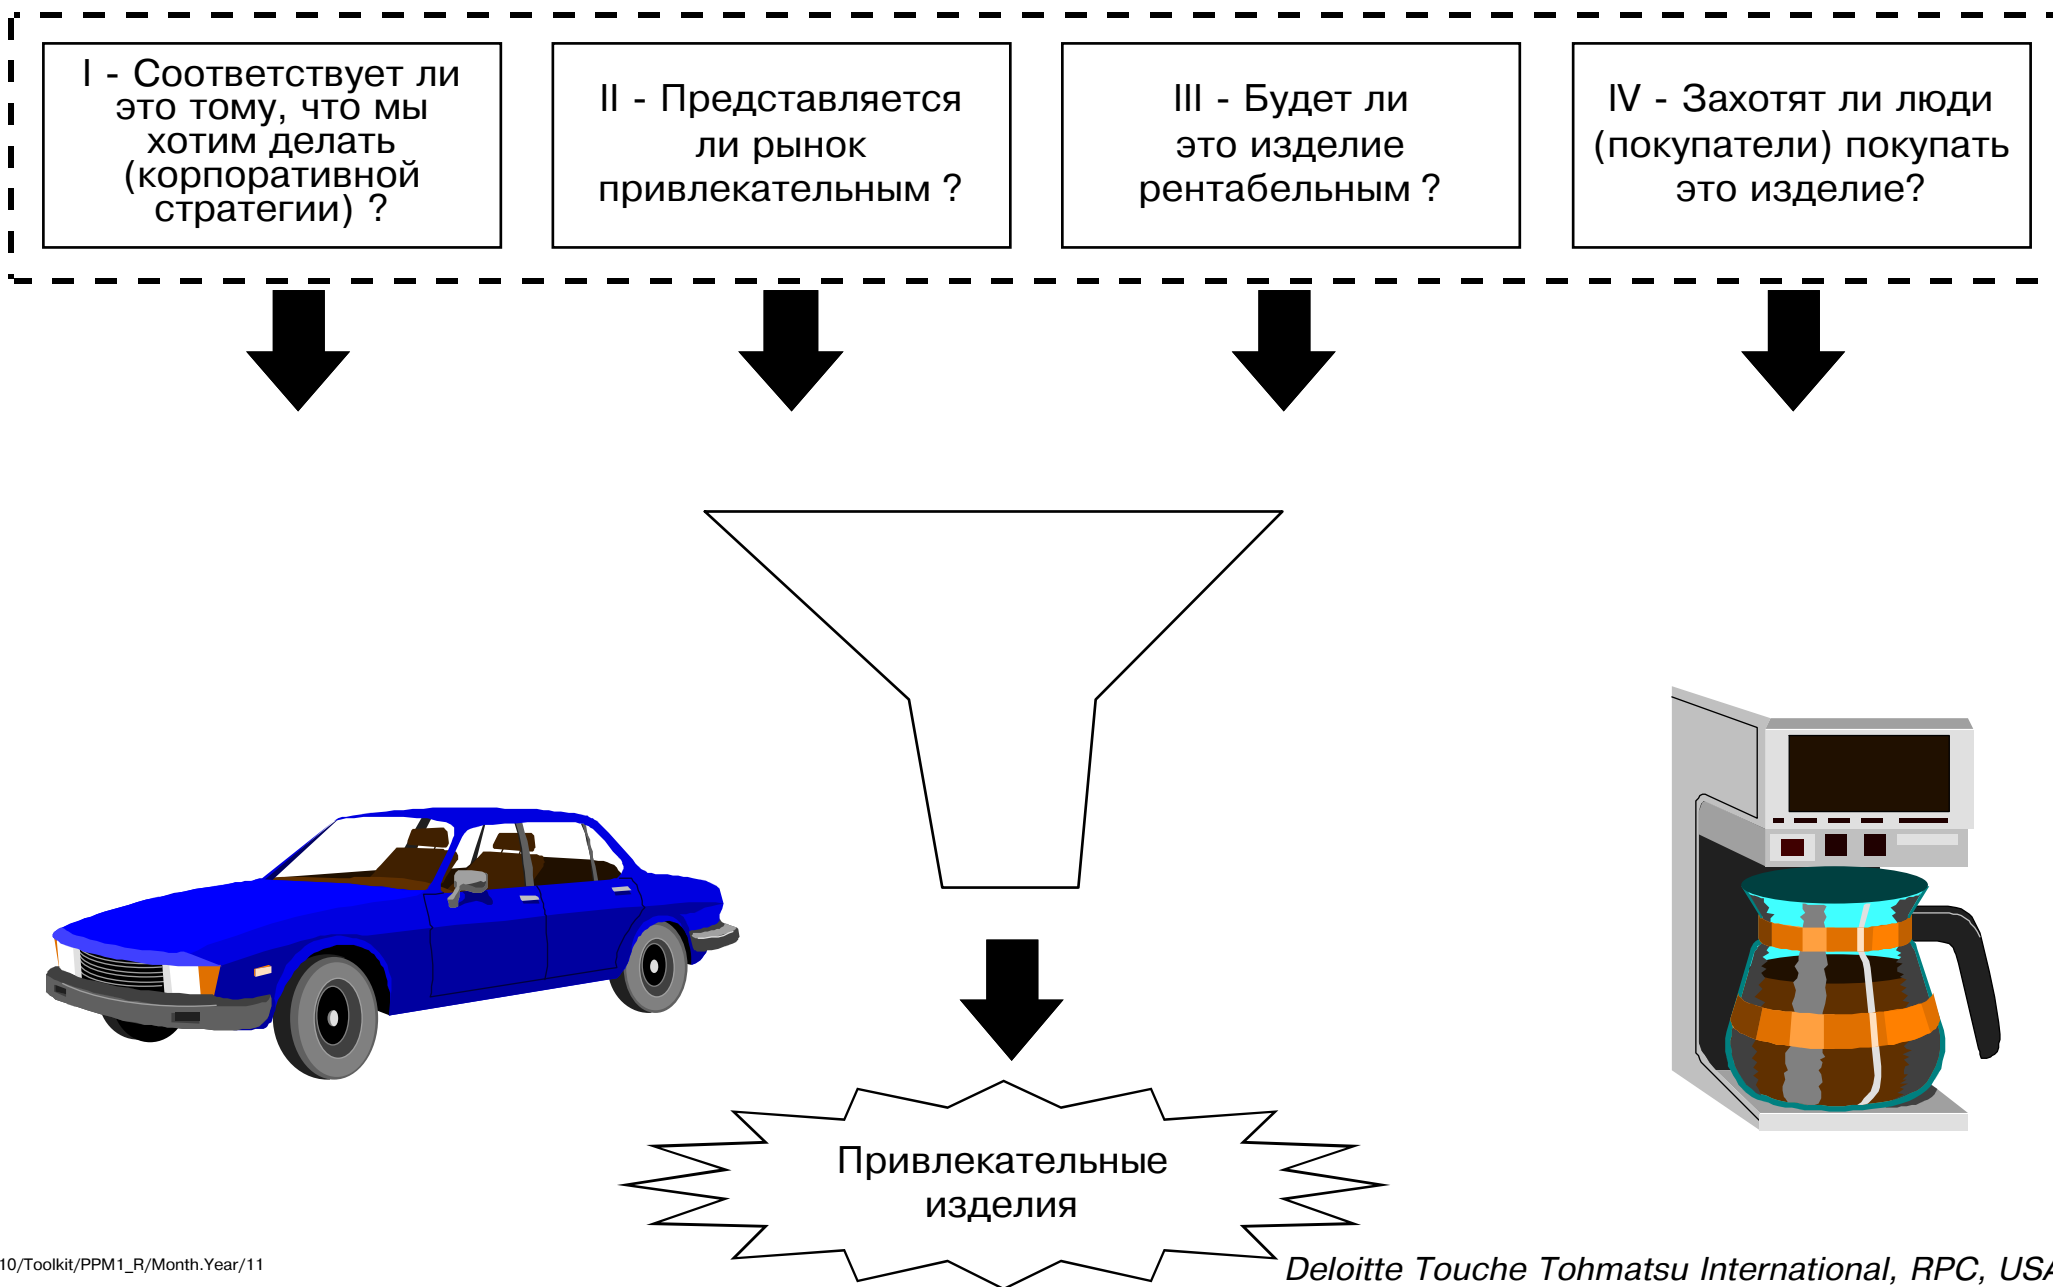 I - Соответствует ли
это тому, что мы
хотим делать
(корпоративной
стратегии) ?
II - Представляется
ли рынок
привлекательным ?
III - Будет ли
это изделие
рентабельным ?
IV - Захотят ли люди
(покупатели) покупать
это изделие?
Привлекательные
изделия
10/Toolkit/PPM1_R/Month.Year/11
Deloitte Touche Tohmatsu International, RPC, USA